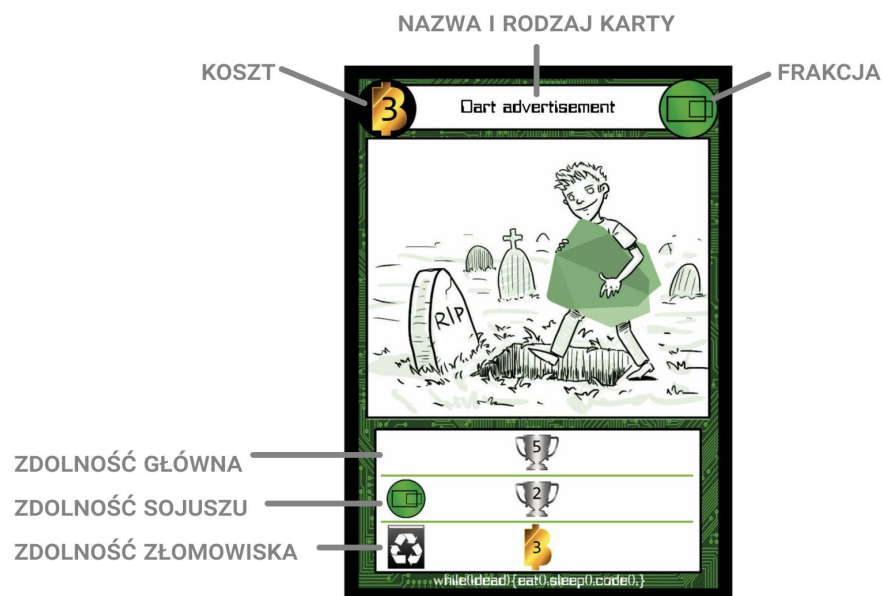 NAZWA I RODZAJ KARTY
KOSZT
FRAKCJA
3
Dart advertisement
RIP
ZDOLNOŚĆ GŁÓWNA
5
ZDOLNOŚĆ SOJUSZU
2
ZDOLNOŚĆ ZŁOMOWISKA
3
while(!dead) {eat();sleep();code();}